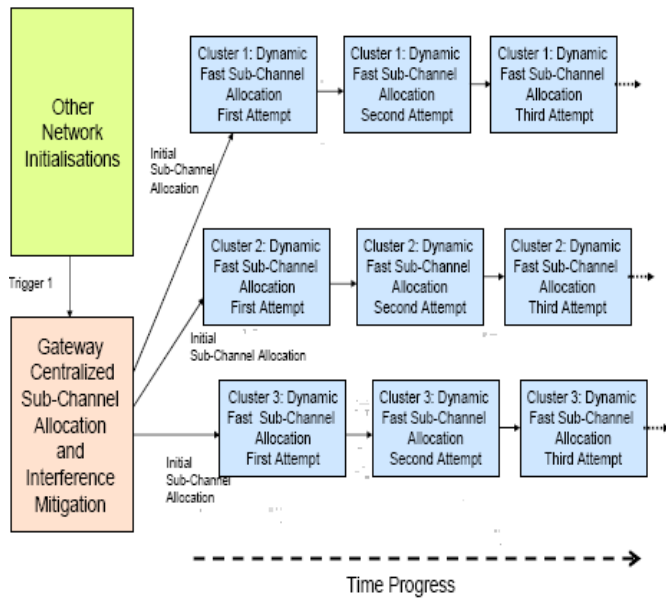 Other
Network
Initialisations
Trigger 1
Gateway
Centralized
Sub-Channel
Allocation
and
Interference
Mitigation
Initial
Sub-Channel
Allocation
Cluster 1: Dynamic
Fast Sub-Channel
Allocation
First Attempt
Cluster 1: Dynamic
Fast Sub-Channel
Allocation
Second Attempt
Cluster 1: Dynamic
Fast Sub-Channel
Allocation
Third Attempt
Initial
Sub-Channel Allocation
Cluster 2: Dynamic
Fast Sub-Channel
Allocation
First Attempt
Cluster 2: Dynamic
Fast Sub-Channel
Allocation
Second Attempt
Cluster 2: Dynamic
Fast Sub-Channel
Allocation
Third Attempt
Initial
Sub-Channel
Allocation
Cluster 3: Dynamic
Fast Sub-Channel
Allocation
First Attempt
Cluster 3: Dynamic
Fast Sub-Channel
Allocation
Second Attempt
Cluster 3: Dynamic
Fast Sub-Channel
Allocation
Third Attempt
Time Progress